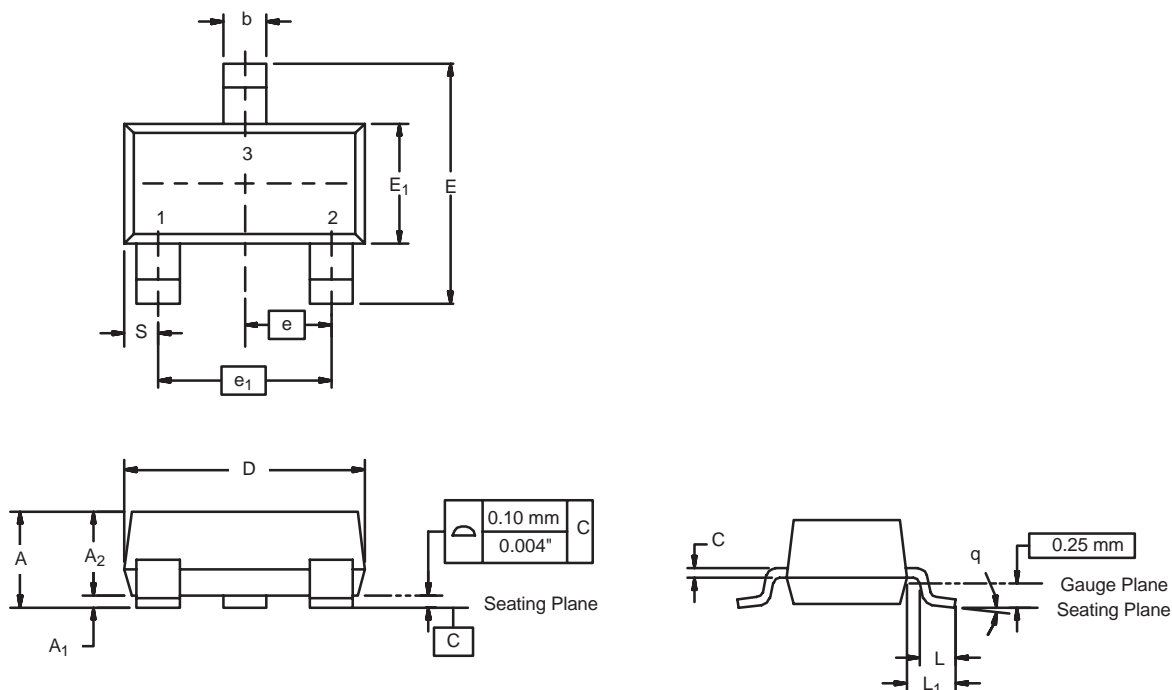 b
3
E₁
E
1
2
S
e
e₁
D
0.10 mm
C
0.004"
A
A₂
Seating Plane
A₁
C
C
q
0.25 mm
Gauge Plane
Seating Plane
L
L₁